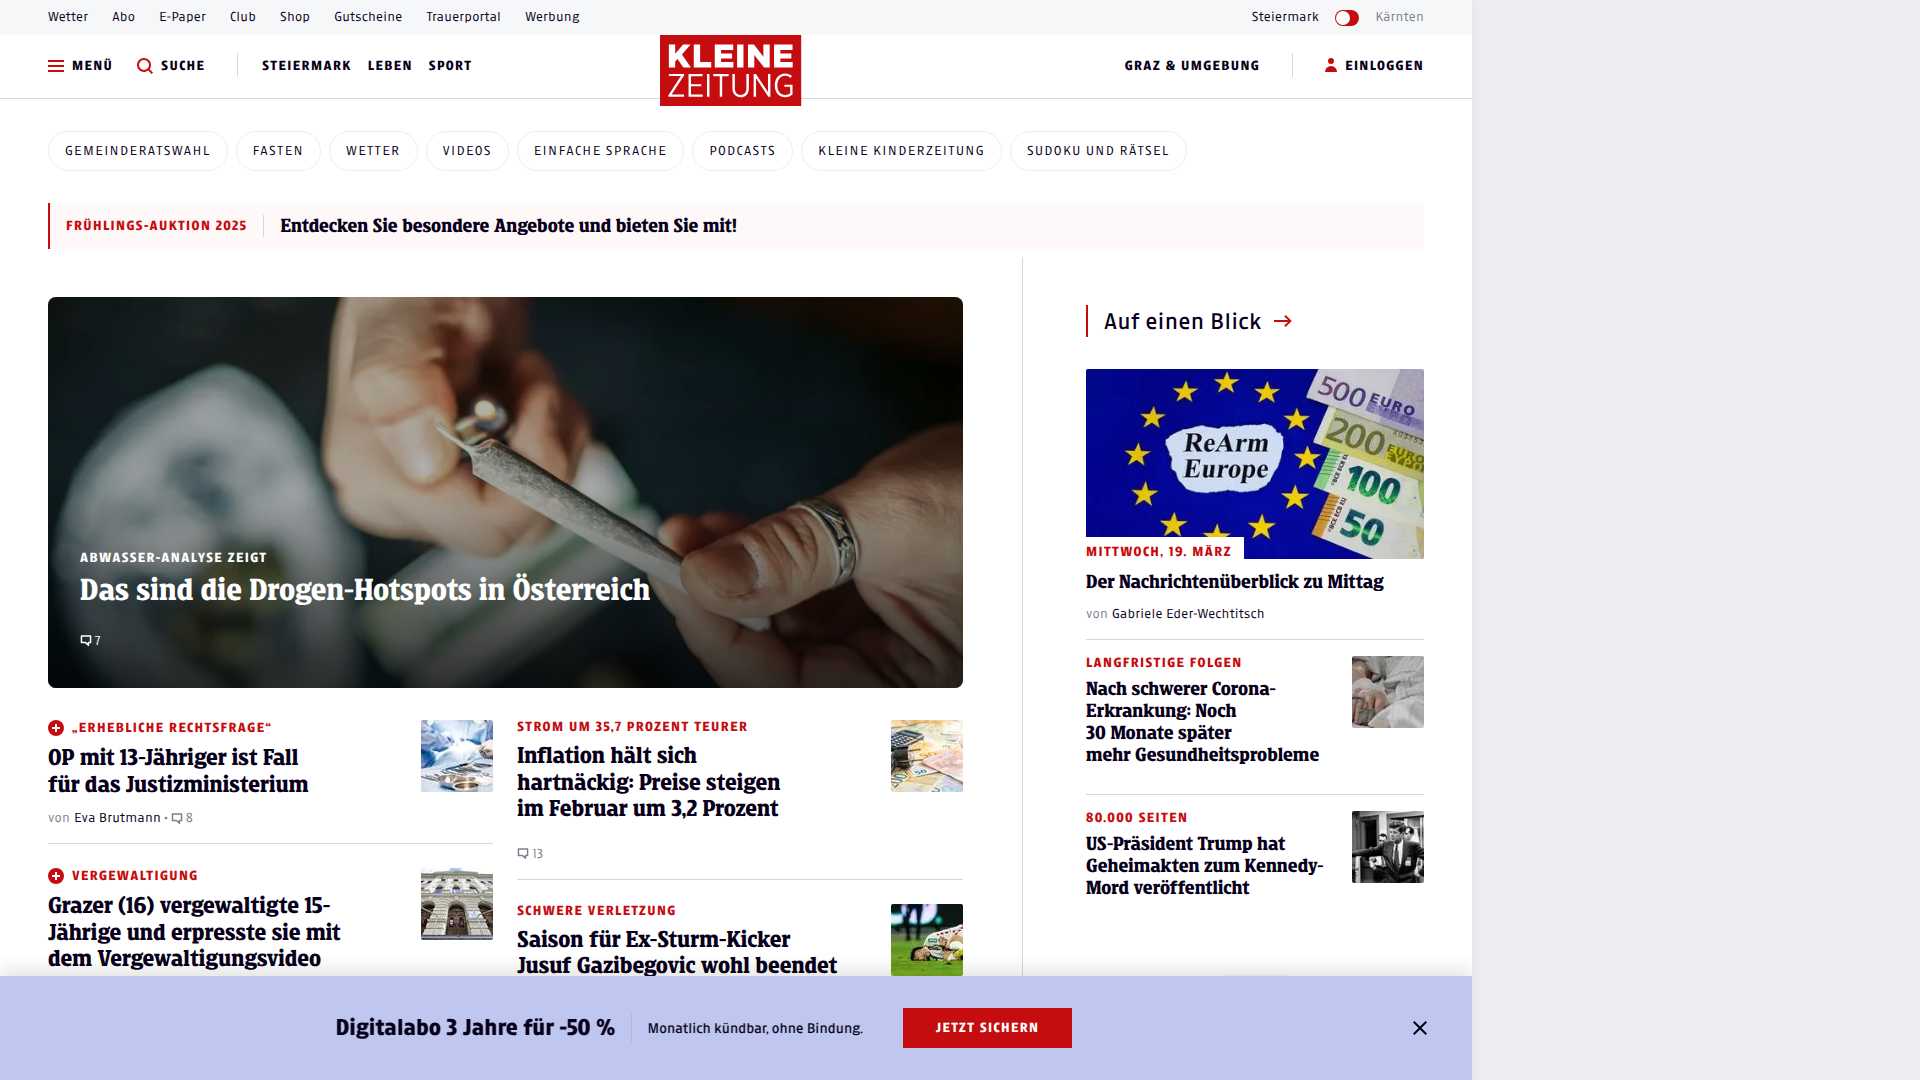 Wetter Abo E-Paper Club Shop Gutscheine Trauerportal Werbung Steiermark Kärnten
MENÜ SUCHE STEIERMARK LEBEN SPORT KLEINE ZEITUNG GRAZ & UMGEBUNG EINLOGGEN
GEMEINDERATSWAHL FASTEN WETTER VIDEOS EINFACHE SPRACHE PODCASTS KLEINE KINDERZEITUNG SUDOKU UND RÄTSEL
FRÜHLINGS-AUKTION 2025 Entdecken Sie besondere Angebote und bieten Sie mit!
ABWASSER-ANALYSE ZEIGT
Das sind die Drogen-Hotspots in Österreich
7
„ERHEBLICHE RECHTSFRAGE“
OP mit 13-Jähriger ist Fall
für das Justizministerium
von Eva Brutmann • 8
VERGEWALTIGUNG
Grazer (16) vergewaltigte 15-
Jährige und erpresste sie mit
dem Vergewaltigungsvideo
STROM UM 35,7 PROZENT TEURER
Inflation hält sich
hartnäckig: Preise steigen
im Februar um 3,2 Prozent
13
SCHWERE VERLETZUNG
Saison für Ex-Sturm-Kicker
Jusuf Gazibegovic wohl beendet
Auf einen Blick
ReArm
Europe
500 EURO
200
EURO
100
50
MITTWOCH, 19. MÄRZ
Der Nachrichtenüberblick zu Mittag
von Gabriele Eder-Wechtitsch
LANGFRISTIGE FOLGEN
Nach schwerer Corona-
Erkrankung: Noch
30 Monate später
mehr Gesundheitsprobleme
80.000 SEITEN
US-Präsident Trump hat
Geheimakten zum Kennedy-
Mord veröffentlicht
Digitalabo 3 Jahre für -50 % Monatlich kündbar, ohne Bindung. JETZT SICHERN